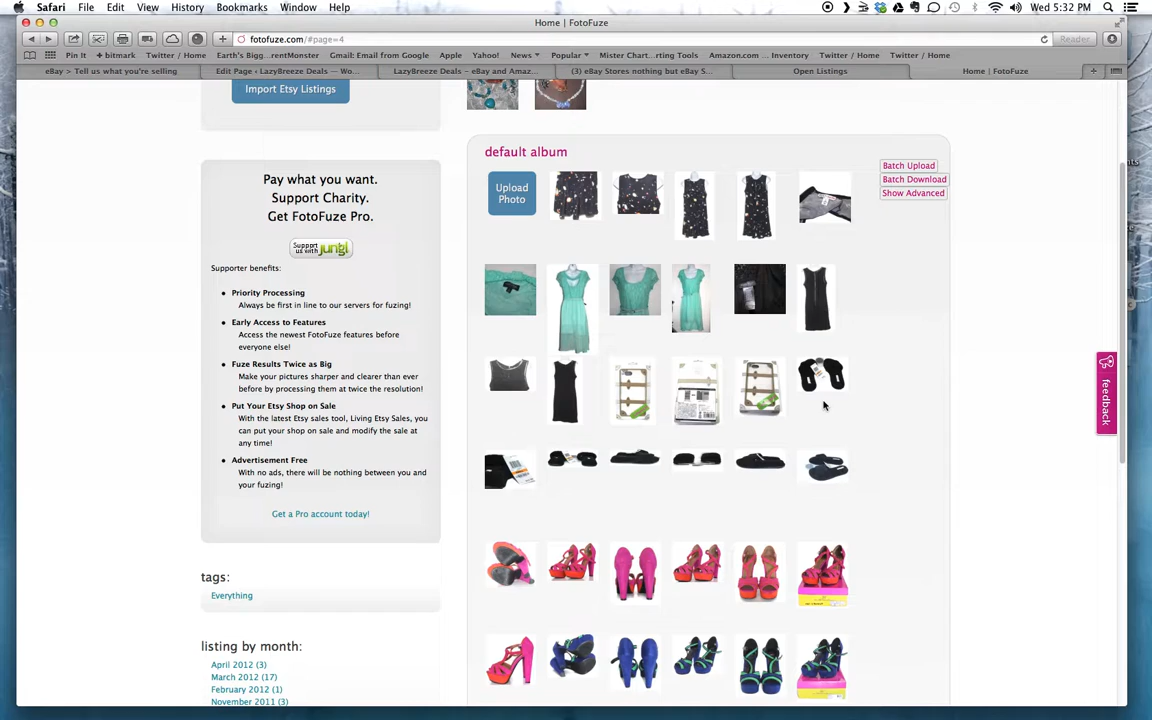 Safari File Edit View History Bookmarks Window Help
Wed 5:32 PM
Home | FotoFuze
fotofuze.com/#page=4
Reader
Pin It + bitmark Twitter / Home Earth's Bigg...rentMonster Gmail: Email from Google Apple Yahoo! News Popular Mister Chart...rting Tools Amazon.com ... Inventory Twitter / Home Twitter / Home
eBay > Tell us what you're selling
Edit Page ‹ LazyBreeze Deals — Wo...
LazyBreeze Deals – eBay and Amaz...
(3) eBay Stores nothing but eBay S...
Open Listings
Home | FotoFuze
Import Etsy Listings
Pay what you want.
Support Charity.
Get FotoFuze Pro.
Support
us with jungl
Supporter benefits:
Priority Processing
Always be first in line to our servers for fuzing!
Early Access to Features
Access the newest FotoFuze features before
everyone else!
Fuze Results Twice as Big
Make your pictures sharper and clearer than ever
before by processing them at twice the resolution!
Put Your Etsy Shop on Sale
With the latest Etsy sales tool, Living Etsy Sales, you
can put your shop on sale and modify the sale at
any time!
Advertisement Free
With no ads, there will be nothing between you and
your fuzing!
Get a Pro account today!
tags:
Everything
listing by month:
April 2012 (3)
March 2012 (17)
February 2012 (1)
November 2011 (3)
default album
Upload
Photo
Batch Upload
Batch Download
Show Advanced
feedback